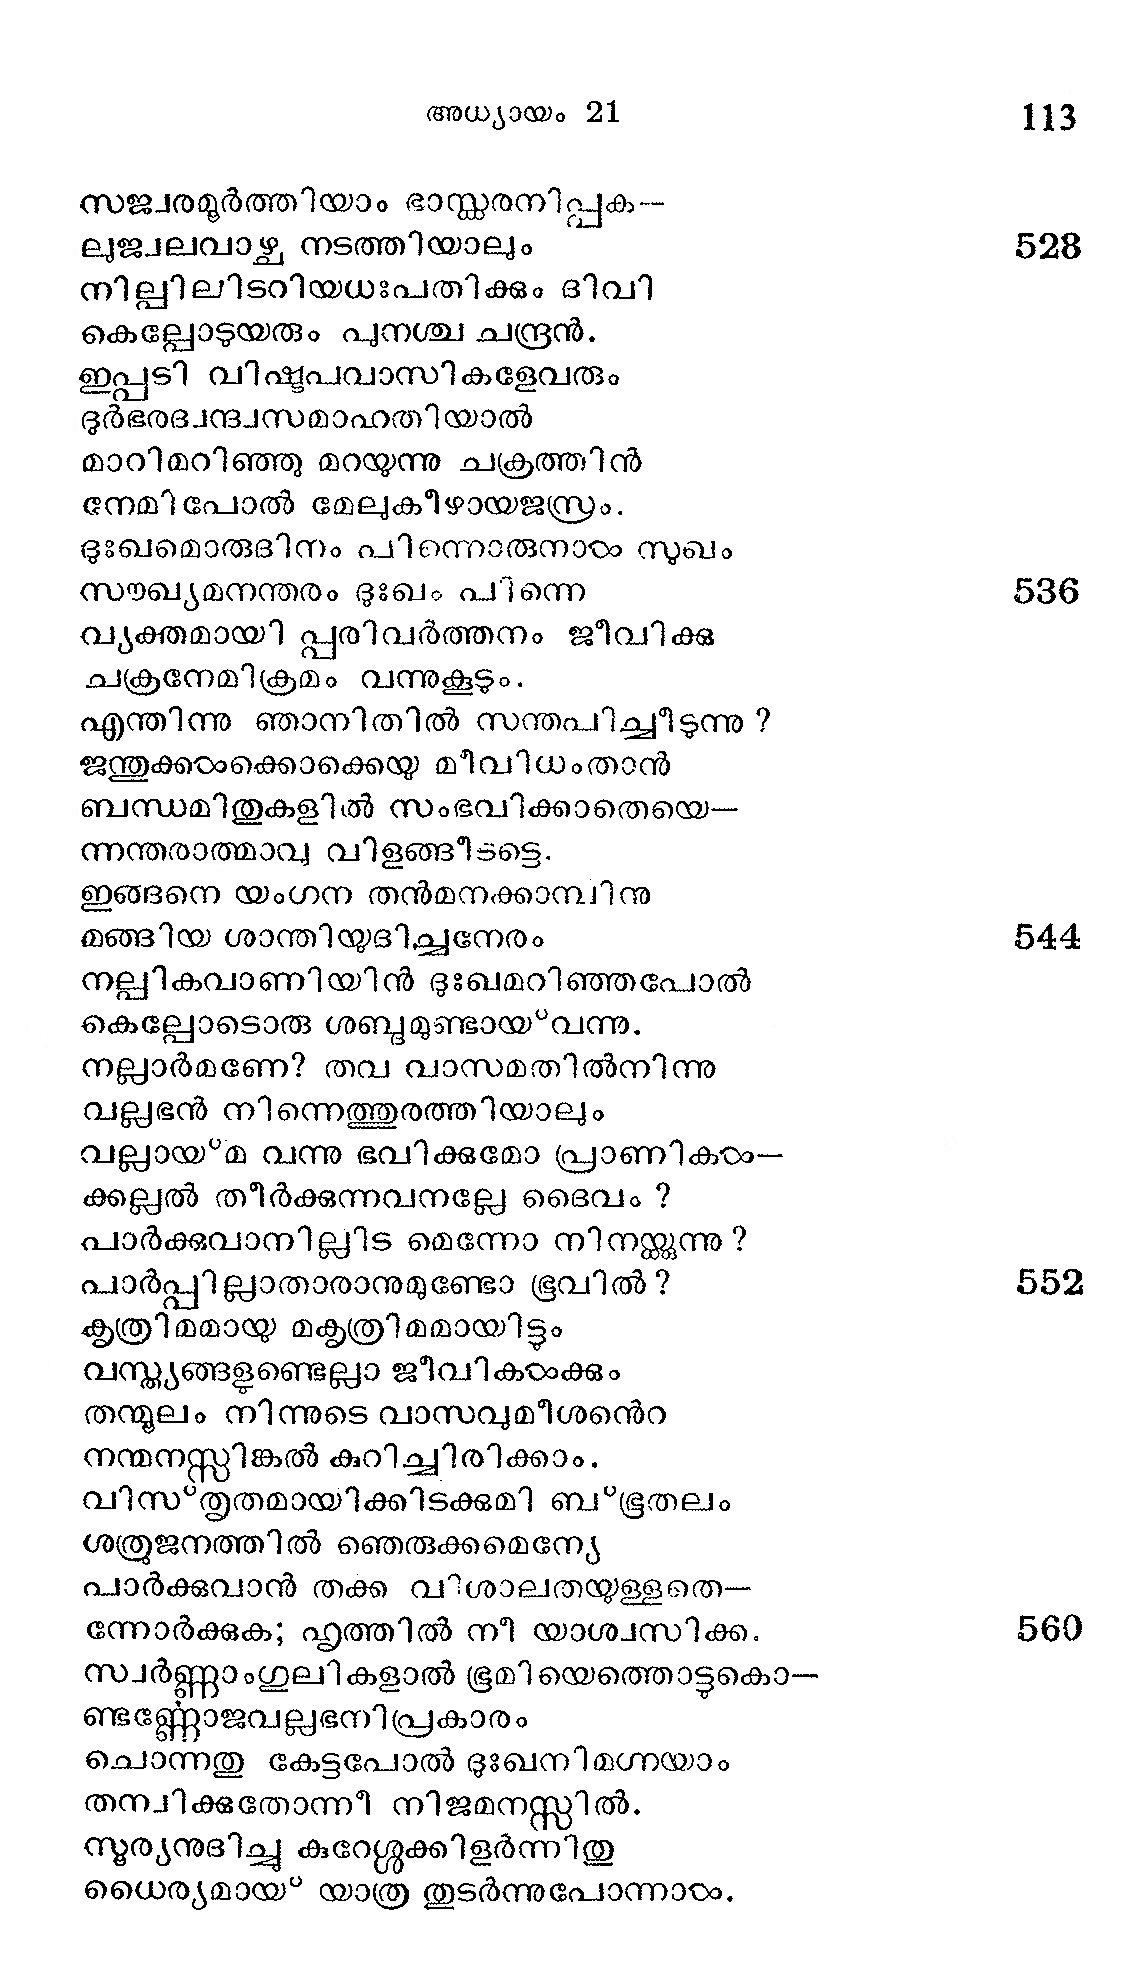 അധ്യായം 21 113
സജ്വരമൂർത്തിയാം ഭാസ്കരനിപ്പക—
ലുജ്വലവാഴ്ച നടത്തിയാലും 528
നില്പിലിടറിയധഃപതിക്കും ദിവി
കെല്പോടുയരും പുനശ്ച ചന്ദ്രൻ.
ഇപ്പടി വിഷ്ടപവാസികളേവരും
ദുർഭരദ്വന്ദ്വസമാഹതിയാൽ
മാറിമറിഞ്ഞു മറയുന്നു ചക്രത്തിൻ
നേമിപോൽ മേലുകീഴായജസ്രം.
ദുഃഖമൊരുദിനം പിന്നൊരുനാൾ സുഖം
സൗഖ്യമനന്തരം ദുഃഖം പിന്നെ 536
വ്യക്തമായി പ്പരിവർത്തനം ജീവിക്കു
ചക്രനേമിക്രമം വന്നുകൂടും.
എന്തിന്നു ഞാനിതിൽ സന്തപിച്ചീടുന്നു ?
ജന്തുക്കൾക്കൊക്കെയു മീവിധംതാൻ
ബന്ധമിതുകളിൽ സംഭവിക്കാതെയെ—
ന്നന്തരാത്മാവു വിളങ്ങീടട്ടെ.
ഇങ്ങനെ യംഗന തൻമനക്കാമ്പിനു
മങ്ങിയ ശാന്തിയുദിച്ചനേരം 544
നല്പികവാണിയിൻ ദുഃഖമറിഞ്ഞപോൽ
കെല്പോടൊരു ശബ്ദമുണ്ടായ്‌വന്നു.
നല്ലാർമണേ? തവ വാസമതിൽനിന്നു
വല്ലഭൻ നിന്നെത്തുരത്തിയാലും
വല്ലായ്‌മ വന്നു ഭവിക്കുമോ പ്രാണികൾ—
ക്കല്ലൽ തീർക്കുന്നവനല്ലേ ദൈവം ?
പാർക്കുവാനില്ലിട മെന്നോ നിനയ്ക്കുന്നു ?
പാർപ്പില്ലാതാരാനുമുണ്ടോ ഭൂവിൽ ? 552
കൃത്രിമമായു മകൃത്രിമമായിട്ടും
വസ്ത്യങ്ങളുണ്ടെല്ലാ ജീവികൾക്കും
തന്മൂലം നിന്നുടെ വാസവുമീശൻെറ
നന്മനസ്സിങ്കൽ കുറിച്ചിരിക്കാം.
വിസ്‌തൃതമായിക്കിടക്കുമി ബ്‌ഭൂതലം
ശത്രുജനത്തിൽ ഞെരുക്കമെന്യേ
പാർക്കുവാൻ തക്ക വിശാലതയുള്ളതെ—
ന്നോർക്കുക; ഹൃത്തിൽ നീ യാശ്വസിക്ക. 560
സ്വർണ്ണാംഗുലികളാൽ ഭൂമിയെത്തൊട്ടുകൊ—
ണ്ടർണ്ണോജവല്ലഭനിപ്രകാരം
ചൊന്നതു കേട്ടപോൽ ദുഃഖനിമഗ്നയാം
തന്വിക്കുതോന്നീ നിജമനസ്സിൽ.
സൂര്യനുദിച്ചു കുറേശ്ശക്കിളർന്നിതു
ധൈര്യമായ് യാത്ര തുടർന്നുപോന്നാൾ.